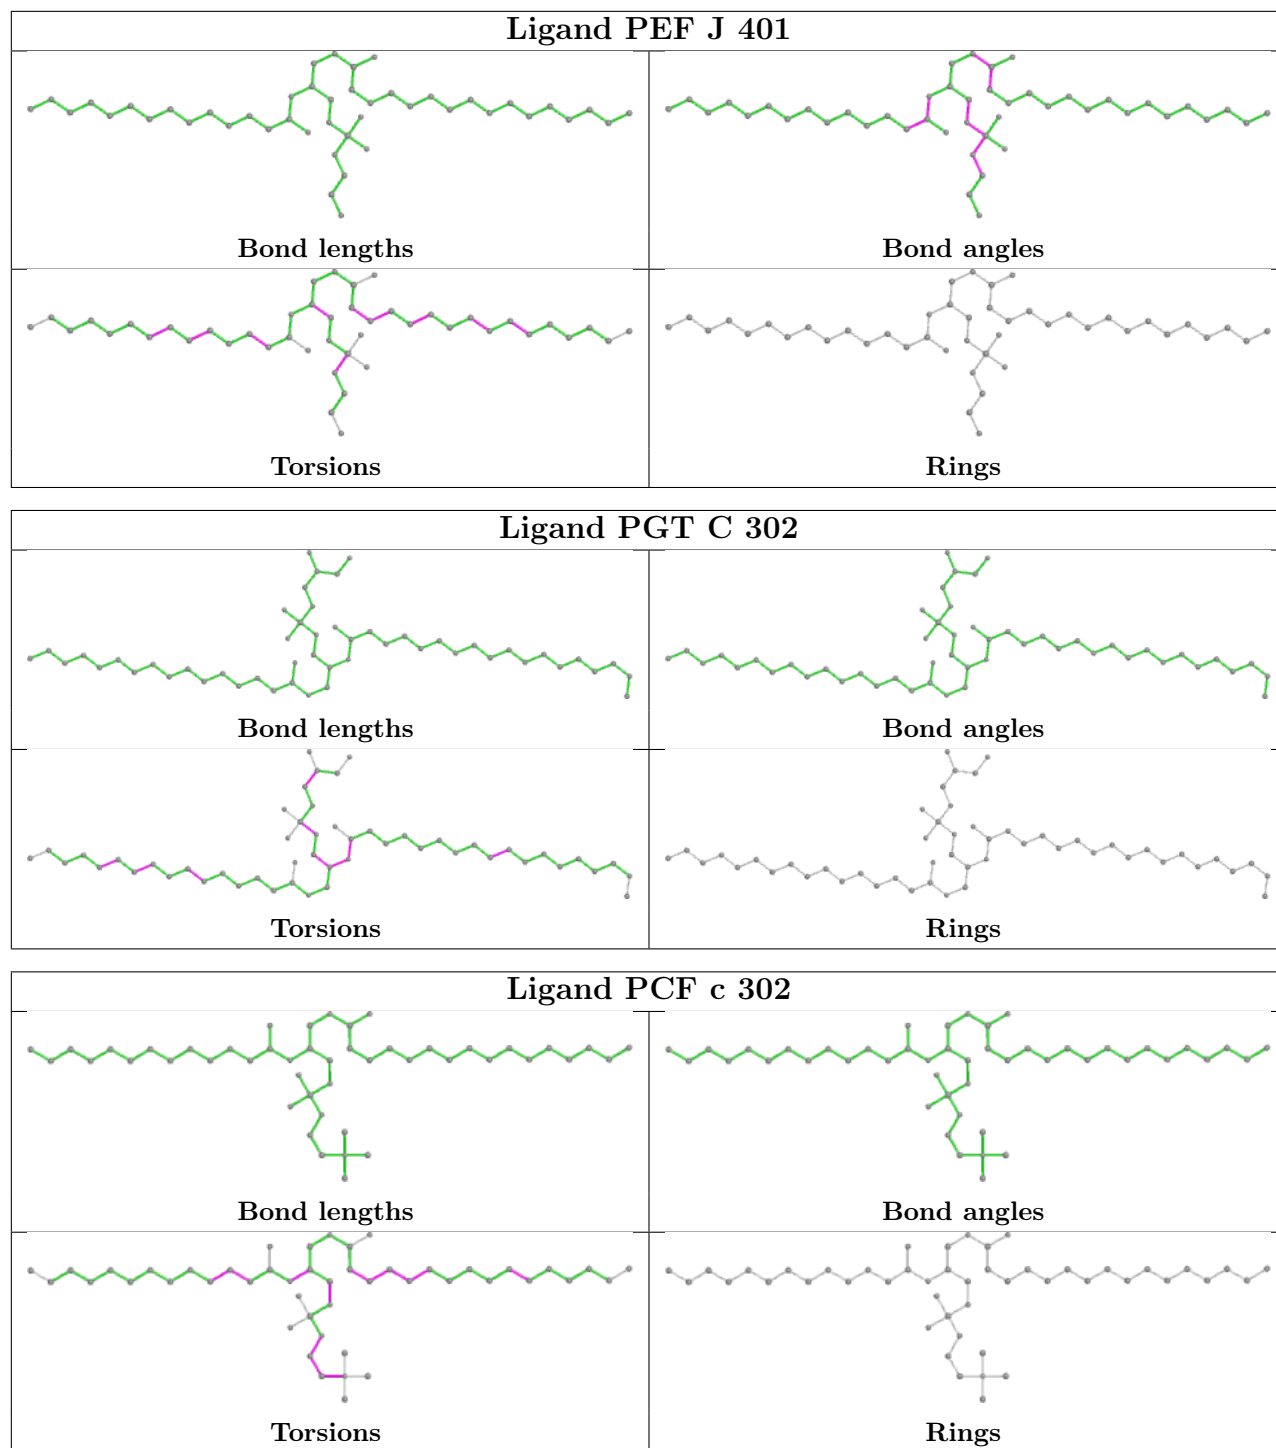 Ligand PEF J 401
Bond lengths
Bond angles
Torsions
Rings
Ligand PGT C 302
Bond lengths
Bond angles
Torsions
Rings
Ligand PCF c 302
Bond lengths
Bond angles
Torsions
Rings